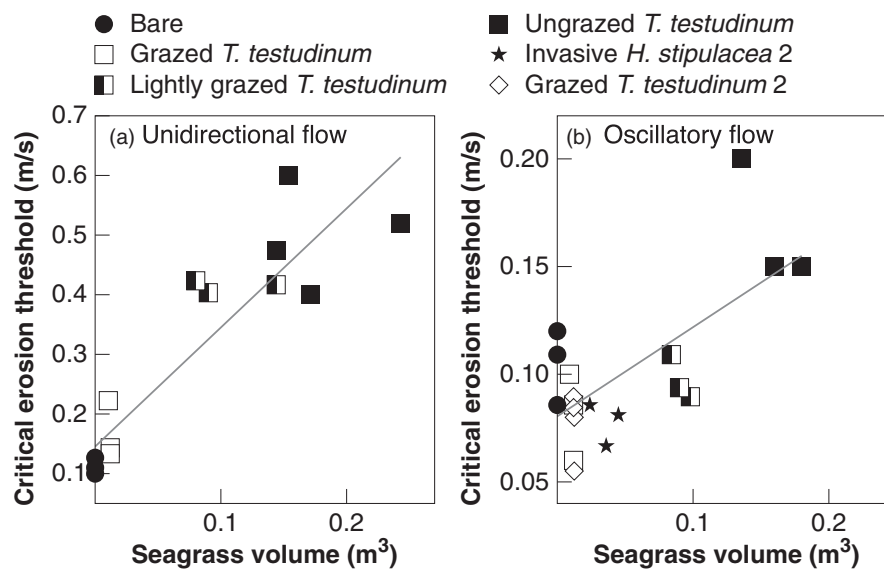 Bare
Grazed T. testudinum
Lightly grazed T. testudinum
Ungrazed T. testudinum
Invasive H. stipulacea 2
Grazed T. testudinum 2
(a) Unidirectional flow
Critical erosion threshold (m/s)
0.7
0.6
0.5
0.4
0.3
0.2
0.1
0.1 0.2
Seagrass volume (m³)
(b) Oscillatory flow
Critical erosion threshold (m/s)
0.20
0.15
0.10
0.05
0.1 0.2
Seagrass volume (m³)